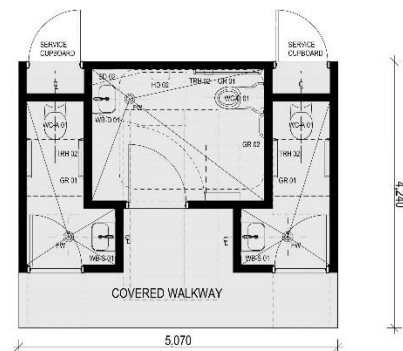 SERVICE
CUPBOARD
SERVICE
CUPBOARD
SD 02
HD 02
TRH 02
GR 01
WC-D 01
WB-D 01
FW
GR 02
WC-A 01
TRH 02
GR 01
FW
WB-S 01
WC-A 01
TRH 02
GR 01
FW
WB-S 01
COVERED WALKWAY
5,070
4,240